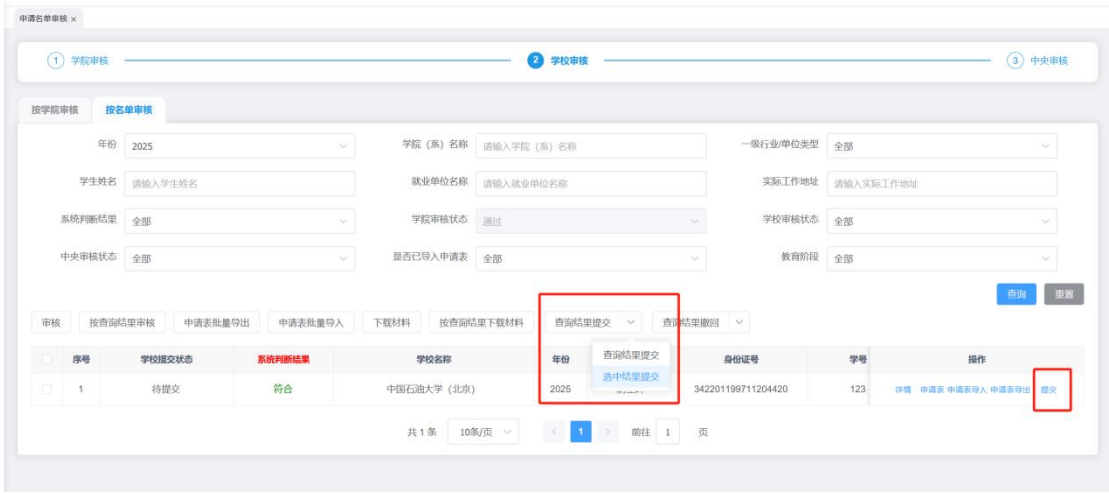 申请名单审核 ×
1 学院审核 2 学校审核 3 中央审核
按学院审核 按名单审核
年份 2025 学院（系）名称 请输入学院（系）名称 一级行业/单位类型 全部
学生姓名 请输入学生姓名 就业单位名称 请输入就业单位名称 实际工作地址 请输入实际工作地址
系统判断结果 全部 学院审核状态 通过 学校审核状态 全部
中央审核状态 全部 是否已导入申请表 全部 教育阶段 全部
查询 重置
审核 按查询结果审核 申请表批量导出 申请表批量导入 下载材料 按查询结果下载材料 查询结果提交 查询结果撤回
查询结果提交
选中结果提交
序号 学校提交状态 系统判断结果 学校名称 年份 身份证号 学号 操作
1 待提交 符合 中国石油大学（北京） 2025 342201199711204420 123 详情 申请表 申请表导入 申请表导出 提交
共 1 条 10条/页 1 前往 1 页